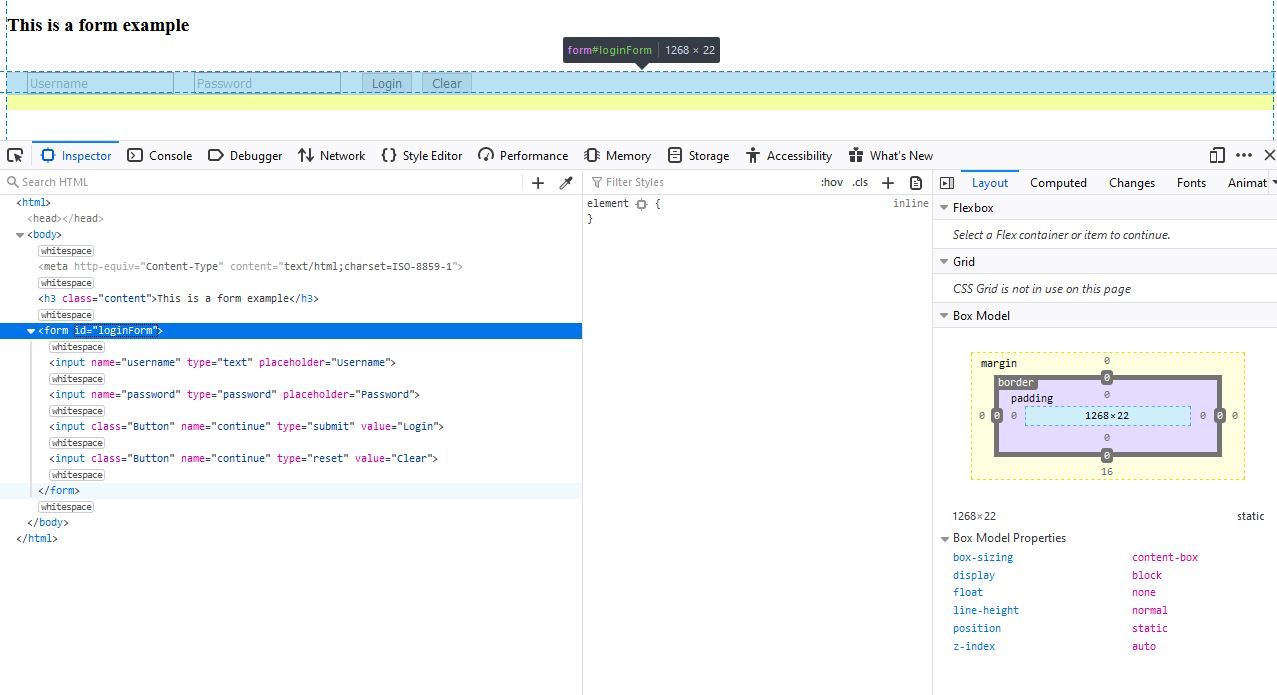 This is a form example
form#loginForm 1268 × 22
Username Password Login Clear
Inspector Console Debugger Network Style Editor Performance Memory Storage Accessibility What's New
Search HTML
<html>
<head></head>
<body>
whitespace
<meta http-equiv="Content-Type" content="text/html;charset=ISO-8859-1">
whitespace
<h3 class="content">This is a form example</h3>
whitespace
<form id="loginForm">
whitespace
<input name="username" type="text" placeholder="Username">
whitespace
<input name="password" type="password" placeholder="Password">
whitespace
<input class="Button" name="continue" type="submit" value="Login">
whitespace
<input class="Button" name="continue" type="reset" value="Clear">
whitespace
</form>
whitespace
</body>
</html>
Filter Styles :hov .cls
element { inline
}
Layout Computed Changes Fonts Animat
Flexbox
Select a Flex container or item to continue.
Grid
CSS Grid is not in use on this page
Box Model
margin 0
border 0
padding 0
0 0 0 1268×22 0 0 0
0
0
16
1268×22 static
Box Model Properties
box-sizing content-box
display block
float none
line-height normal
position static
z-index auto